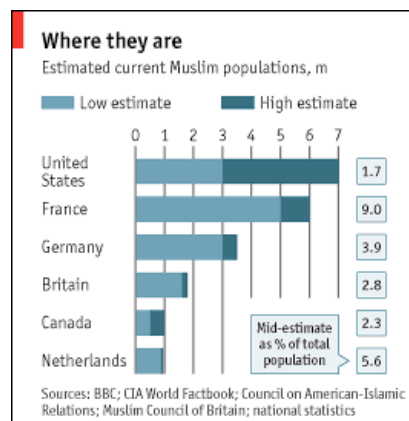 Where they are
Estimated current Muslim populations, m
Low estimate High estimate
0 1 2 3 4 5 6 7
United
States 1.7
France 9.0
Germany 3.9
Britain 2.8
Canada 2.3
Netherlands 5.6
Mid-estimate
as % of total
population
Sources: BBC; CIA World Factbook; Council on American-Islamic
Relations; Muslim Council of Britain; national statistics